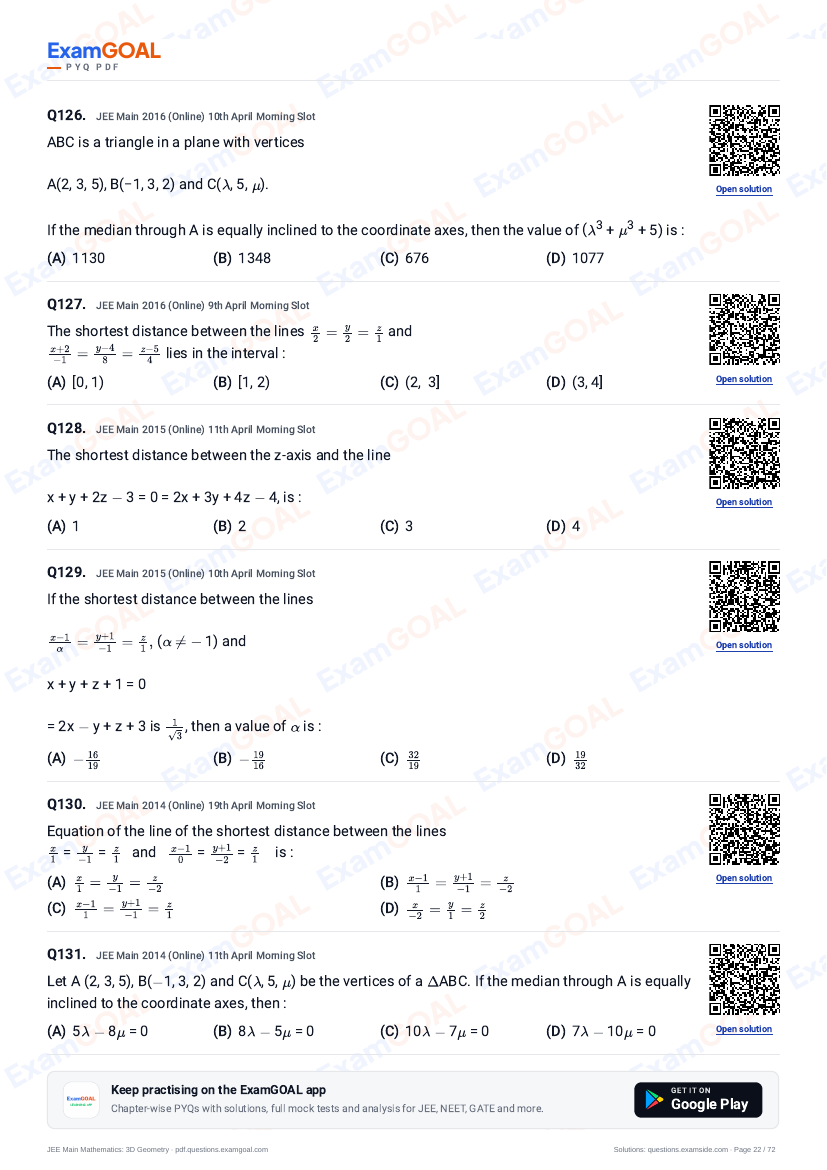 ExamGOAL
PYQ PDF
Q126. JEE Main 2016 (Online) 10th April Morning Slot
ABC is a triangle in a plane with vertices
A(2, 3, 5), B(−1, 3, 2) and C(λ, 5, μ).
If the median through A is equally inclined to the coordinate axes, then the value of (λ³ + μ³ + 5) is :
(A) 1130 (B) 1348 (C) 676 (D) 1077
Open solution
Q127. JEE Main 2016 (Online) 9th April Morning Slot
The shortest distance between the lines x/2 = y/2 = z/1 and
x+2/−1 = y−4/8 = z−5/4 lies in the interval :
(A) [0, 1) (B) [1, 2) (C) (2, 3] (D) (3, 4]
Open solution
Q128. JEE Main 2015 (Online) 11th April Morning Slot
The shortest distance between the z-axis and the line
x + y + 2z − 3 = 0 = 2x + 3y + 4z − 4, is :
(A) 1 (B) 2 (C) 3 (D) 4
Open solution
Q129. JEE Main 2015 (Online) 10th April Morning Slot
If the shortest distance between the lines
x−1/α = y+1/−1 = z/1, (α ≠ − 1) and
x + y + z + 1 = 0
= 2x − y + z + 3 is 1/√3, then a value of α is :
(A) −16/19 (B) −19/16 (C) 32/19 (D) 19/32
Open solution
Q130. JEE Main 2014 (Online) 19th April Morning Slot
Equation of the line of the shortest distance between the lines
x/1 = y/−1 = z/1 and x−1/0 = y+1/−2 = z/1 is :
(A) x/1 = y/−1 = z/−2 (B) x−1/1 = y+1/−1 = z/−2
(C) x−1/1 = y+1/−1 = z/1 (D) x/−2 = y/1 = z/2
Open solution
Q131. JEE Main 2014 (Online) 11th April Morning Slot
Let A (2, 3, 5), B(−1, 3, 2) and C(λ, 5, μ) be the vertices of a ΔABC. If the median through A is equally
inclined to the coordinate axes, then :
(A) 5λ − 8μ = 0 (B) 8λ − 5μ = 0 (C) 10λ − 7μ = 0 (D) 7λ − 10μ = 0
Open solution
Keep practising on the ExamGOAL app
Chapter-wise PYQs with solutions, full mock tests and analysis for JEE, NEET, GATE and more.
ExamGOAL
GET IT ON
Google Play
JEE Main Mathematics: 3D Geometry · pdf.questions.examgoal.com
Solutions: questions.examside.com · Page 22 / 72